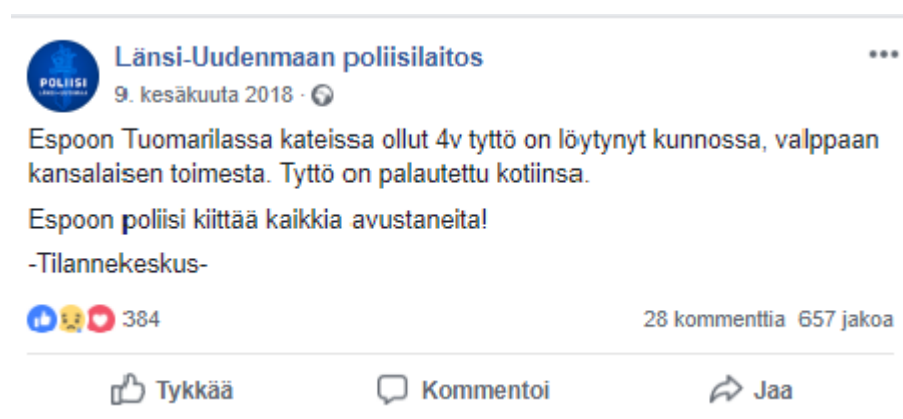 Länsi-Uudenmaan poliisilaitos
9. kesäkuuta 2018 ·
POLIISI
Espoon Tuomarilassa kateissa ollut 4v tyttö on löytynyt kunnossa, valppaan
kansalaisen toimesta. Tyttö on palautettu kotiinsa.
Espoon poliisi kiittää kaikkia avustaneita!
-Tilannekeskus-
384
28 kommenttia 657 jakoa
Tykkää Kommentoi Jaa